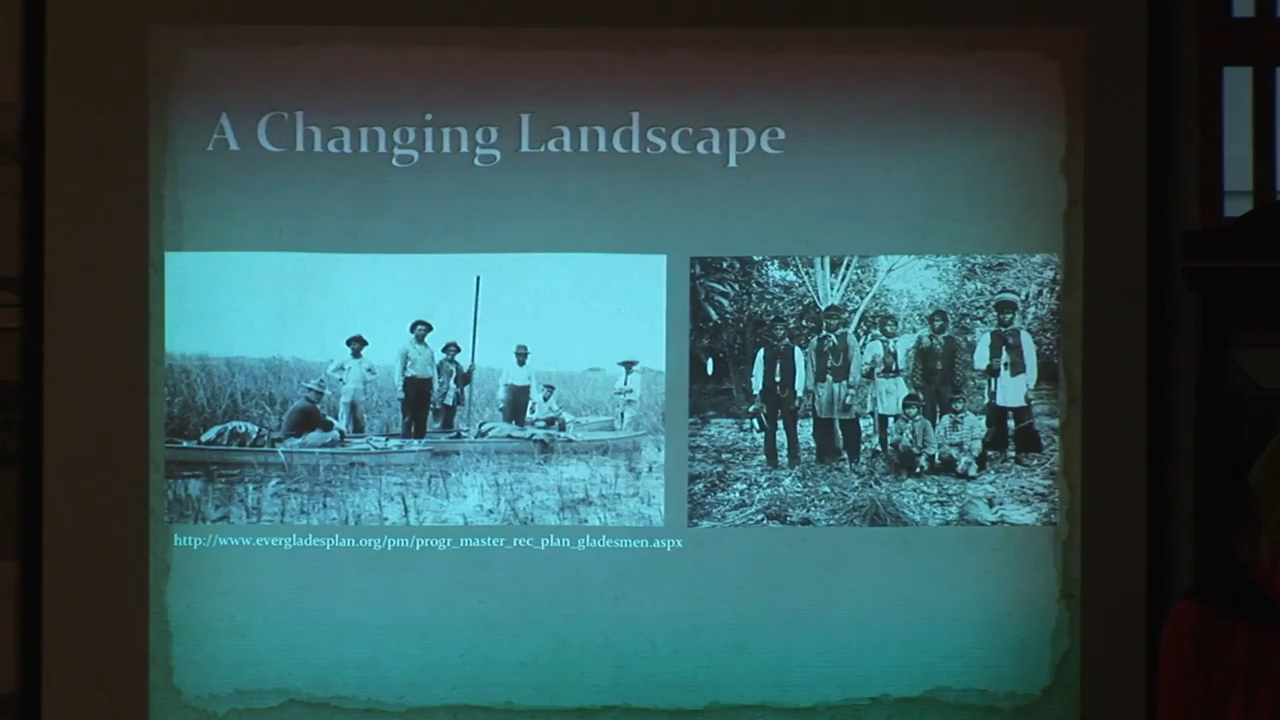 A Changing Landscape
http://www.evergladesplan.org/pm/progr_master_rec_plan_gladesmen.aspx